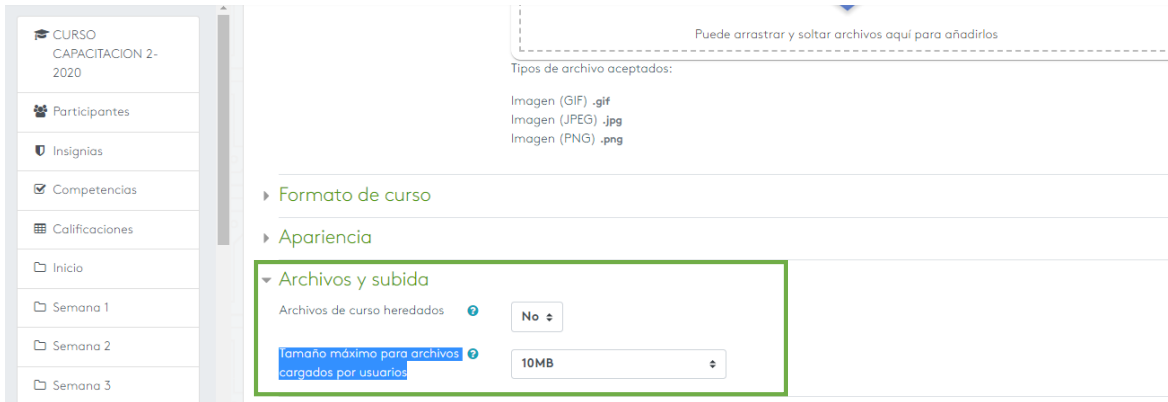 CURSO
CAPACITACION 2-
2020
Participantes
Insignias
Competencias
Calificaciones
Inicio
Semana 1
Semana 2
Semana 3
Puede arrastrar y soltar archivos aquí para añadirlos
Tipos de archivo aceptados:
Imagen (GIF) .gif
Imagen (JPEG) .jpg
Imagen (PNG) .png
Formato de curso
Apariencia
Archivos y subida
Archivos de curso heredados
No
Tamaño máximo para archivos
cargados por usuarios
10MB